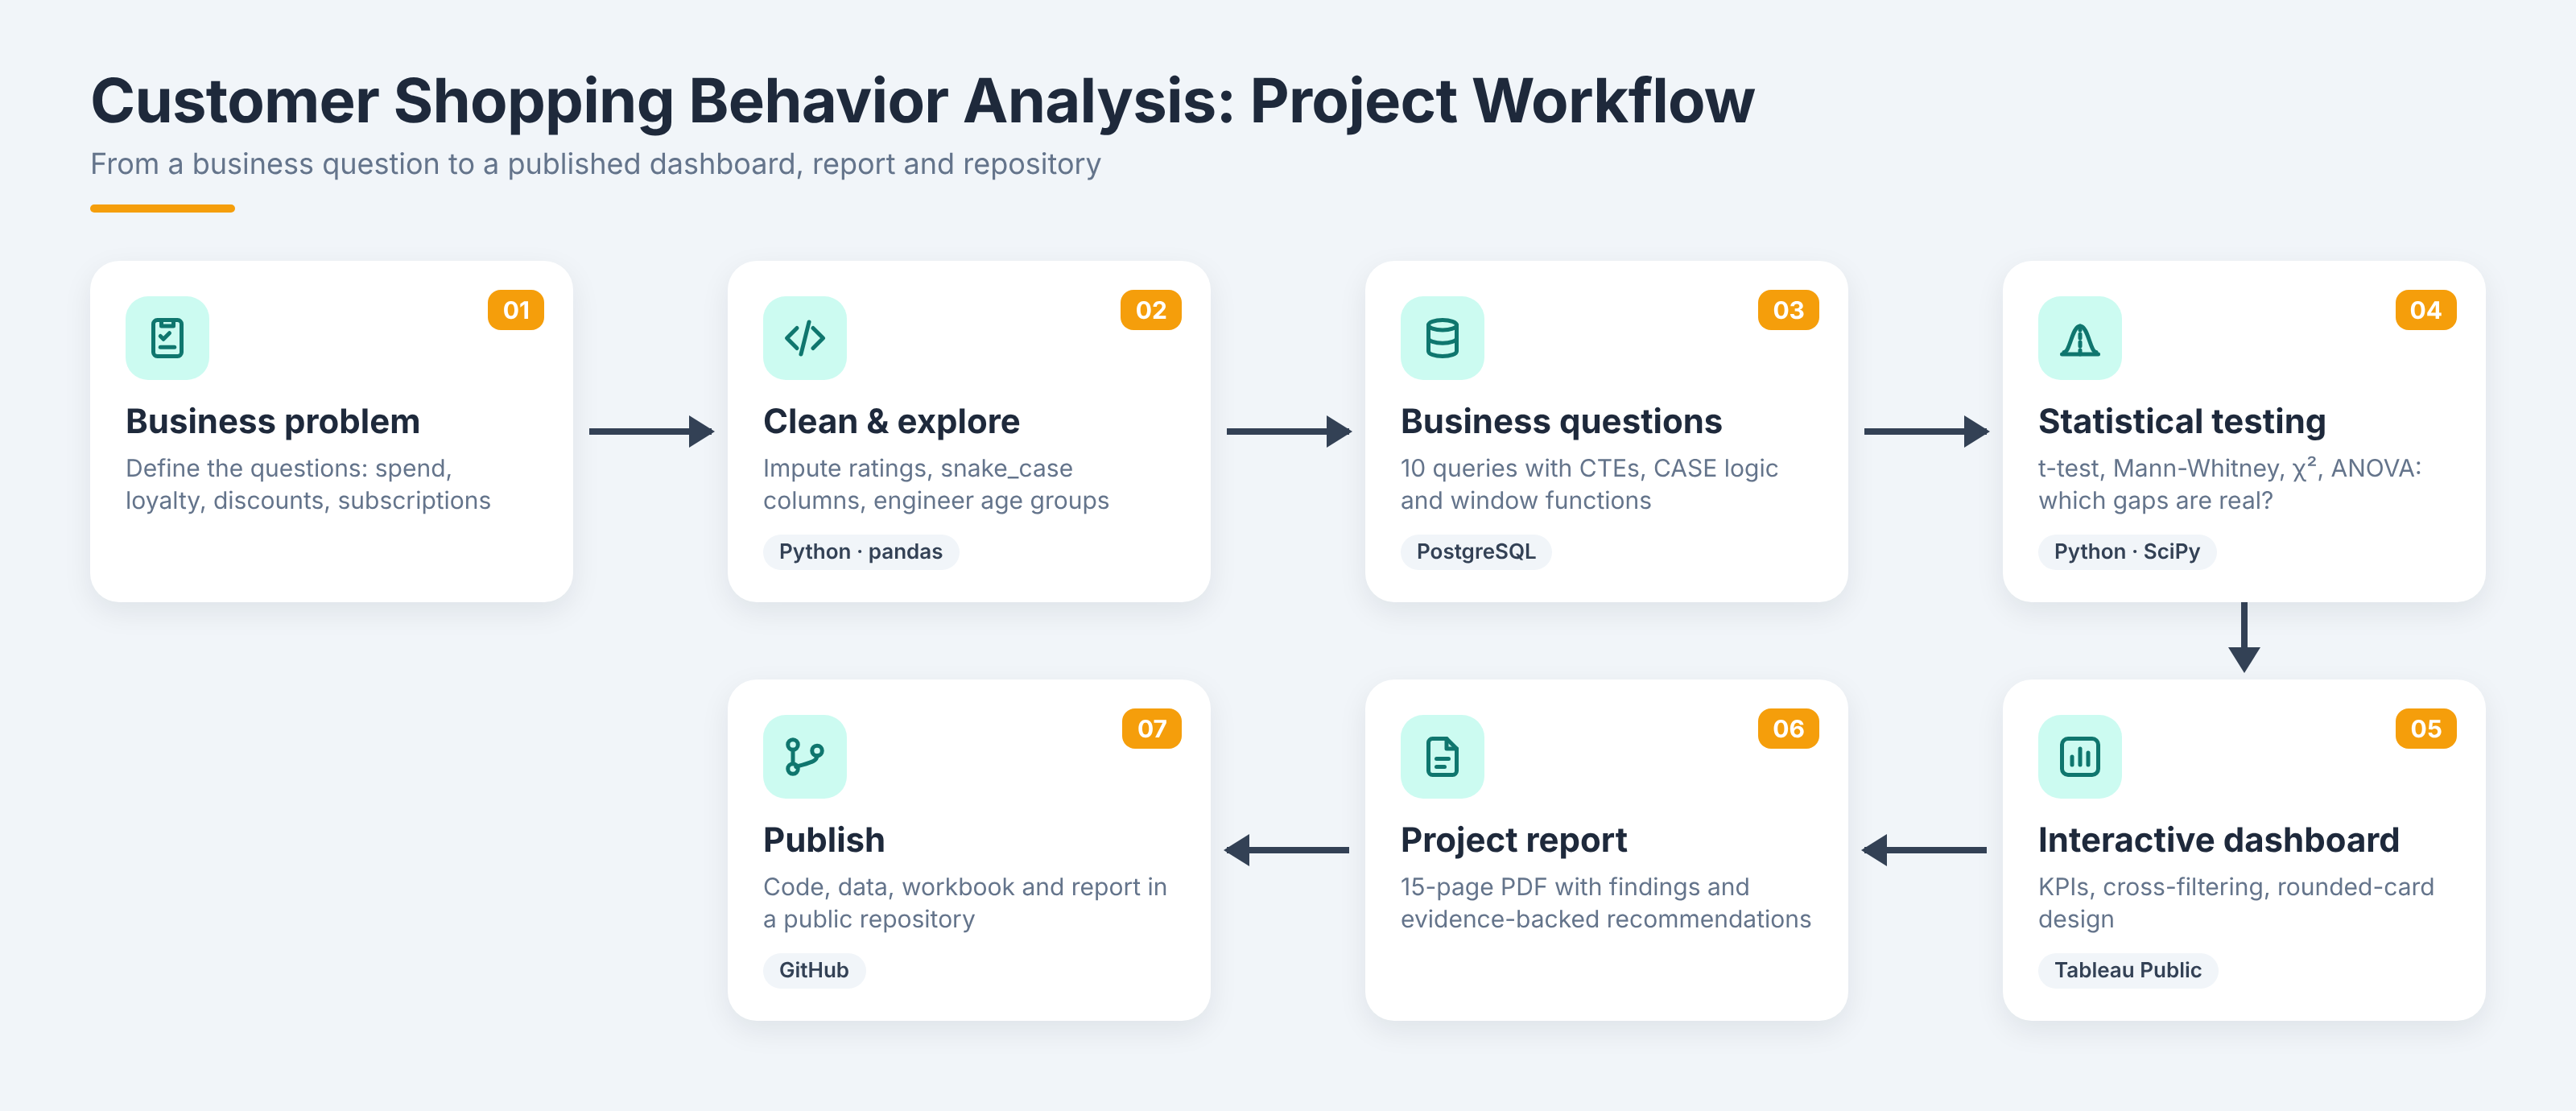 Customer Shopping Behavior Analysis: Project Workflow
From a business question to a published dashboard, report and repository
01
Business problem
Define the questions: spend,
loyalty, discounts, subscriptions
02
Clean & explore
Impute ratings, snake_case
columns, engineer age groups
Python · pandas
03
Business questions
10 queries with CTEs, CASE logic
and window functions
PostgreSQL
04
Statistical testing
t-test, Mann-Whitney, χ², ANOVA:
which gaps are real?
Python · SciPy
05
Interactive dashboard
KPIs, cross-filtering, rounded-card
design
Tableau Public
06
Project report
15-page PDF with findings and
evidence-backed recommendations
07
Publish
Code, data, workbook and report in
a public repository
GitHub